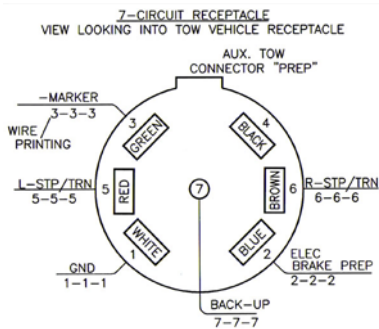 7-CIRCUIT RECEPTACLE
VIEW LOOKING INTO TOW VEHICLE RECEPTACLE
AUX. TOW
CONNECTOR "PREP"
-MARKER
3-3-3
WIRE
PRINTING
3
GREEN
4
BLACK
L-STP/TRN
5-5-5
5
RED
7
BROWN
6
R-STP/TRN
6-6-6
WHITE
1
BLUE
2
GND
1-1-1
ELEC
BRAKE PREP
2-2-2
BACK-UP
7-7-7